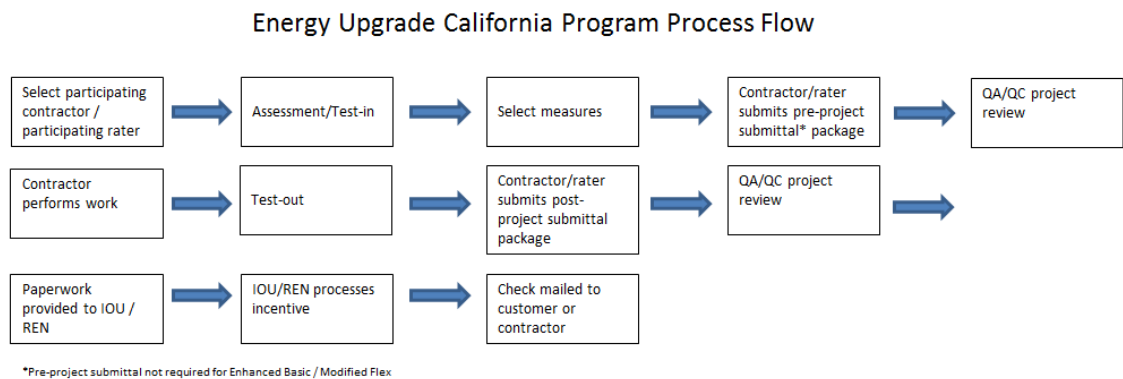 Energy Upgrade California Program Process Flow
Select participating
contractor /
participating rater
Assessment/Test-in
Select measures
Contractor/rater
submits pre-project
submittal* package
QA/QC project
review
Contractor
performs work
Test-out
Contractor/rater
submits post-
project submittal
package
QA/QC project
review
Paperwork
provided to IOU /
REN
IOU/REN processes
incentive
Check mailed to
customer or
contractor
*Pre-project submittal not required for Enhanced Basic / Modified Flex